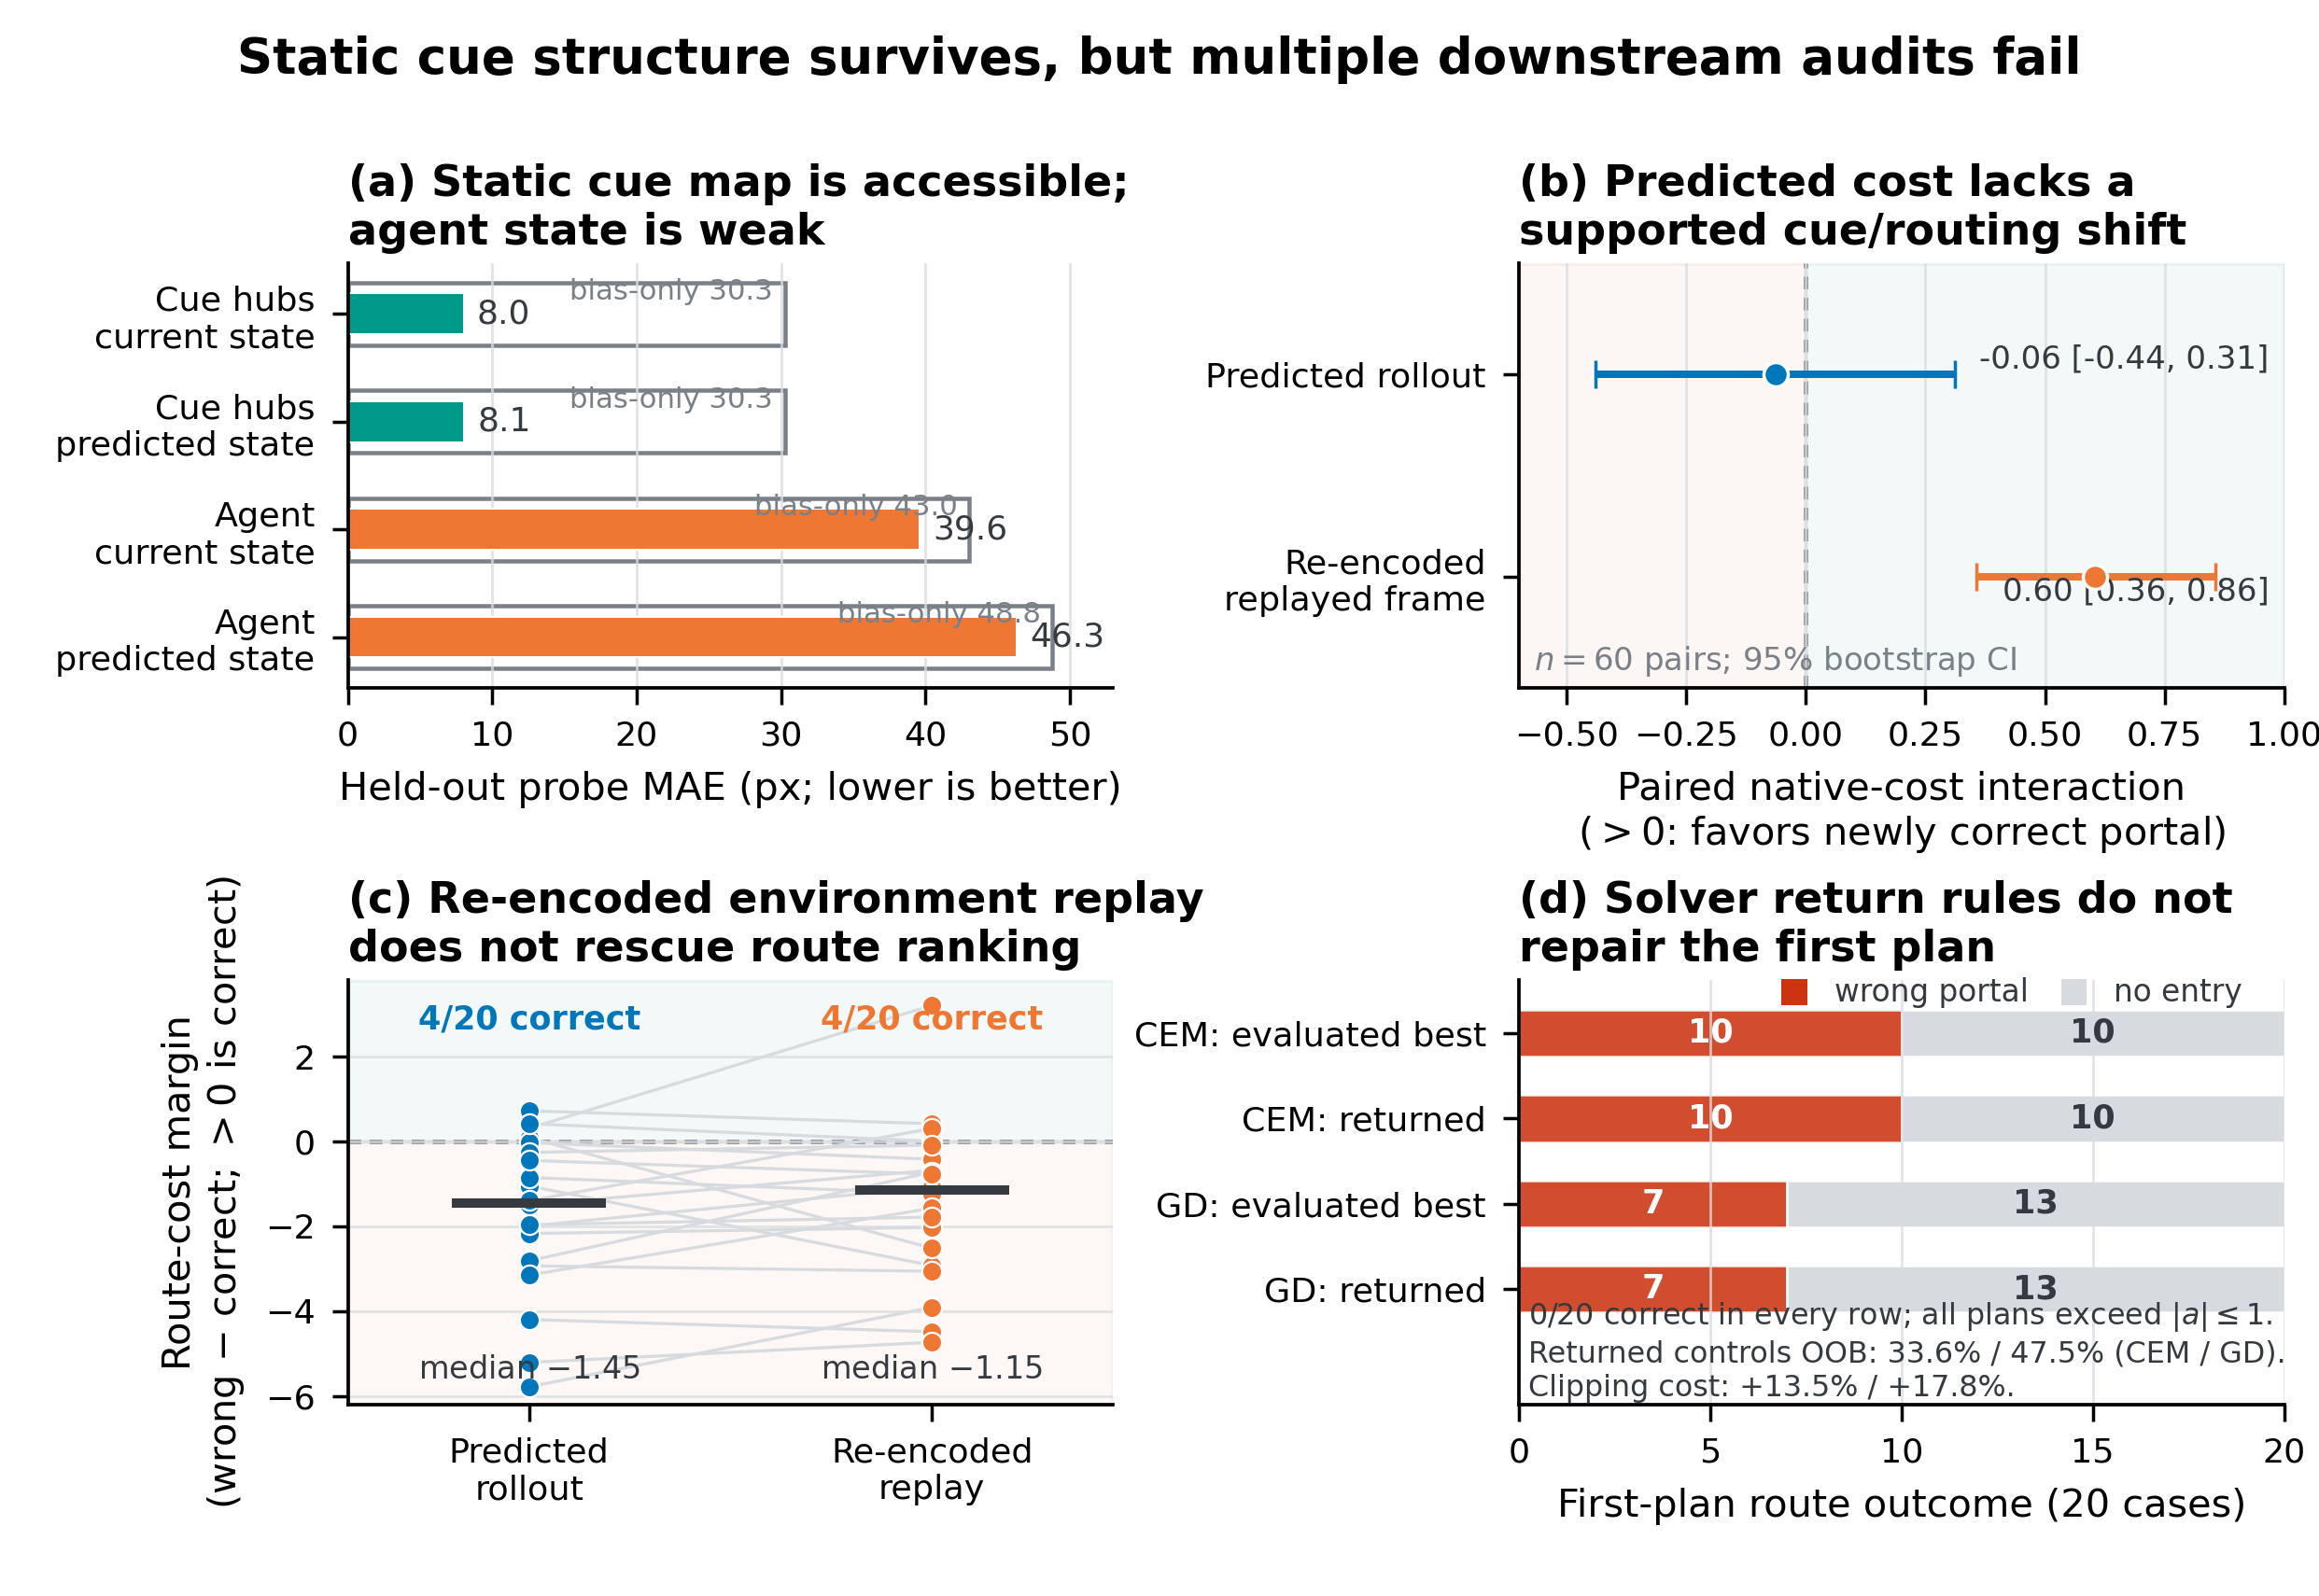 Static cue structure survives, but multiple downstream audits fail
(a) Static cue map is accessible;
agent state is weak
Cue hubs
current state
bias-only 30.3
8.0
Cue hubs
predicted state
bias-only 30.3
8.1
Agent
current state
bias-only 43.0
39.6
Agent
predicted state
bias-only 48.8
46.3
0 10 20 30 40 50
Held-out probe MAE (px; lower is better)
(b) Predicted cost lacks a
supported cue/routing shift
Predicted rollout
-0.06 [-0.44, 0.31]
Re-encoded
replayed frame
0.60 [0.36, 0.86]
n = 60 pairs; 95% bootstrap CI
−0.50 −0.25 0.00 0.25 0.50 0.75 1.00
Paired native-cost interaction
( > 0: favors newly correct portal)
(c) Re-encoded environment replay
does not rescue route ranking
Route-cost margin
(wrong − correct; > 0 is correct)
4/20 correct
4/20 correct
2
0
−2
−4
−6
median −1.45
median −1.15
Predicted
rollout
Re-encoded
replay
(d) Solver return rules do not
repair the first plan
wrong portal
no entry
CEM: evaluated best
10 10
CEM: returned
10 10
GD: evaluated best
7 13
GD: returned
7 13
0/20 correct in every row; all plans exceed |a| ≤ 1.
Returned controls OOB: 33.6% / 47.5% (CEM / GD).
Clipping cost: +13.5% / +17.8%.
0 5 10 15 20
First-plan route outcome (20 cases)